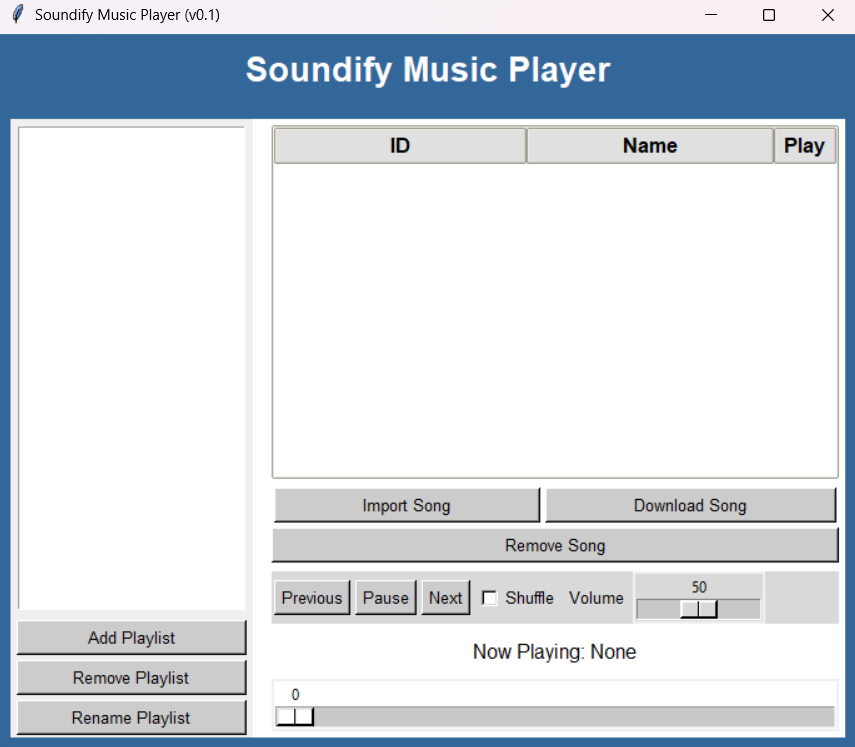 Soundify Music Player (v0.1)
Soundify Music Player
ID Name Play
Import Song Download Song
Remove Song
Previous Pause Next Shuffle Volume 50
Now Playing: None
0
Add Playlist
Remove Playlist
Rename Playlist